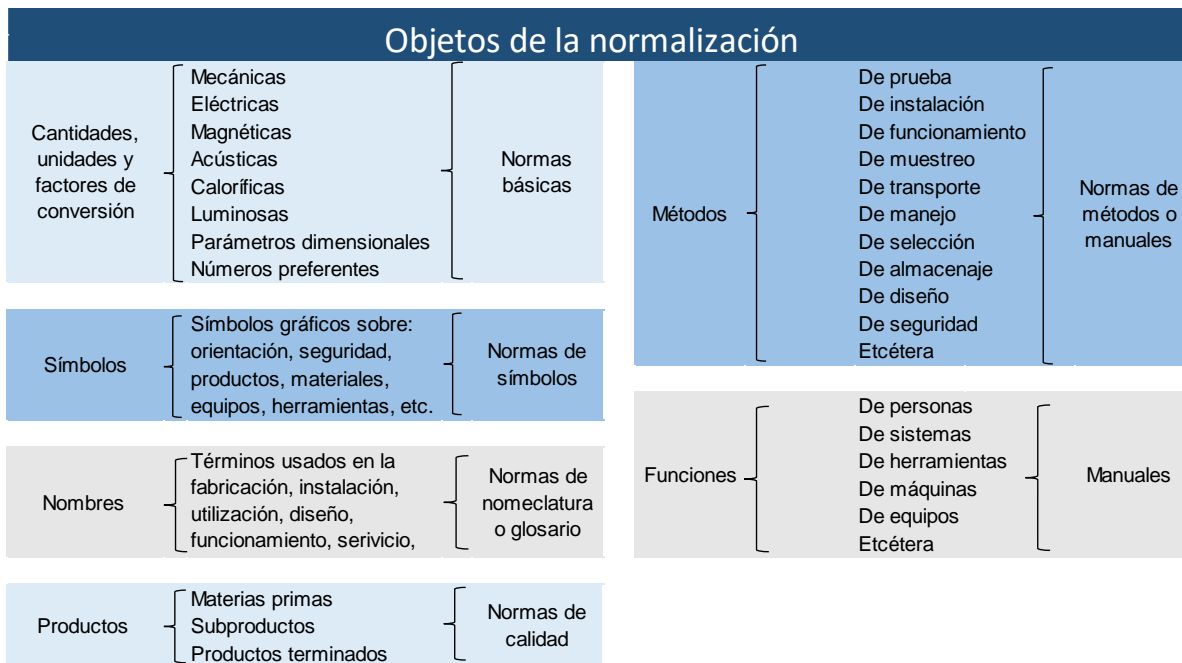 Objetos de la normalización
Cantidades,
unidades y
factores de
conversión
Mecánicas
Eléctricas
Magnéticas
Acústicas
Caloríficas
Luminosas
Parámetros dimensionales
Números preferentes
Normas
básicas
Símbolos
Símbolos gráficos sobre:
orientación, seguridad,
productos, materiales,
equipos, herramientas, etc.
Normas de
símbolos
Nombres
Términos usados en la
fabricación, instalación,
utilización, diseño,
funcionamiento, serivicio,
Normas de
nomeclatura
o glosario
Productos
Materias primas
Subproductos
Productos terminados
Normas de
calidad
Métodos
De prueba
De instalación
De funcionamiento
De muestreo
De transporte
De manejo
De selección
De almacenaje
De diseño
De seguridad
Etcétera
Normas de
métodos o
manuales
Funciones
De personas
De sistemas
De herramientas
De máquinas
De equipos
Etcétera
Manuales